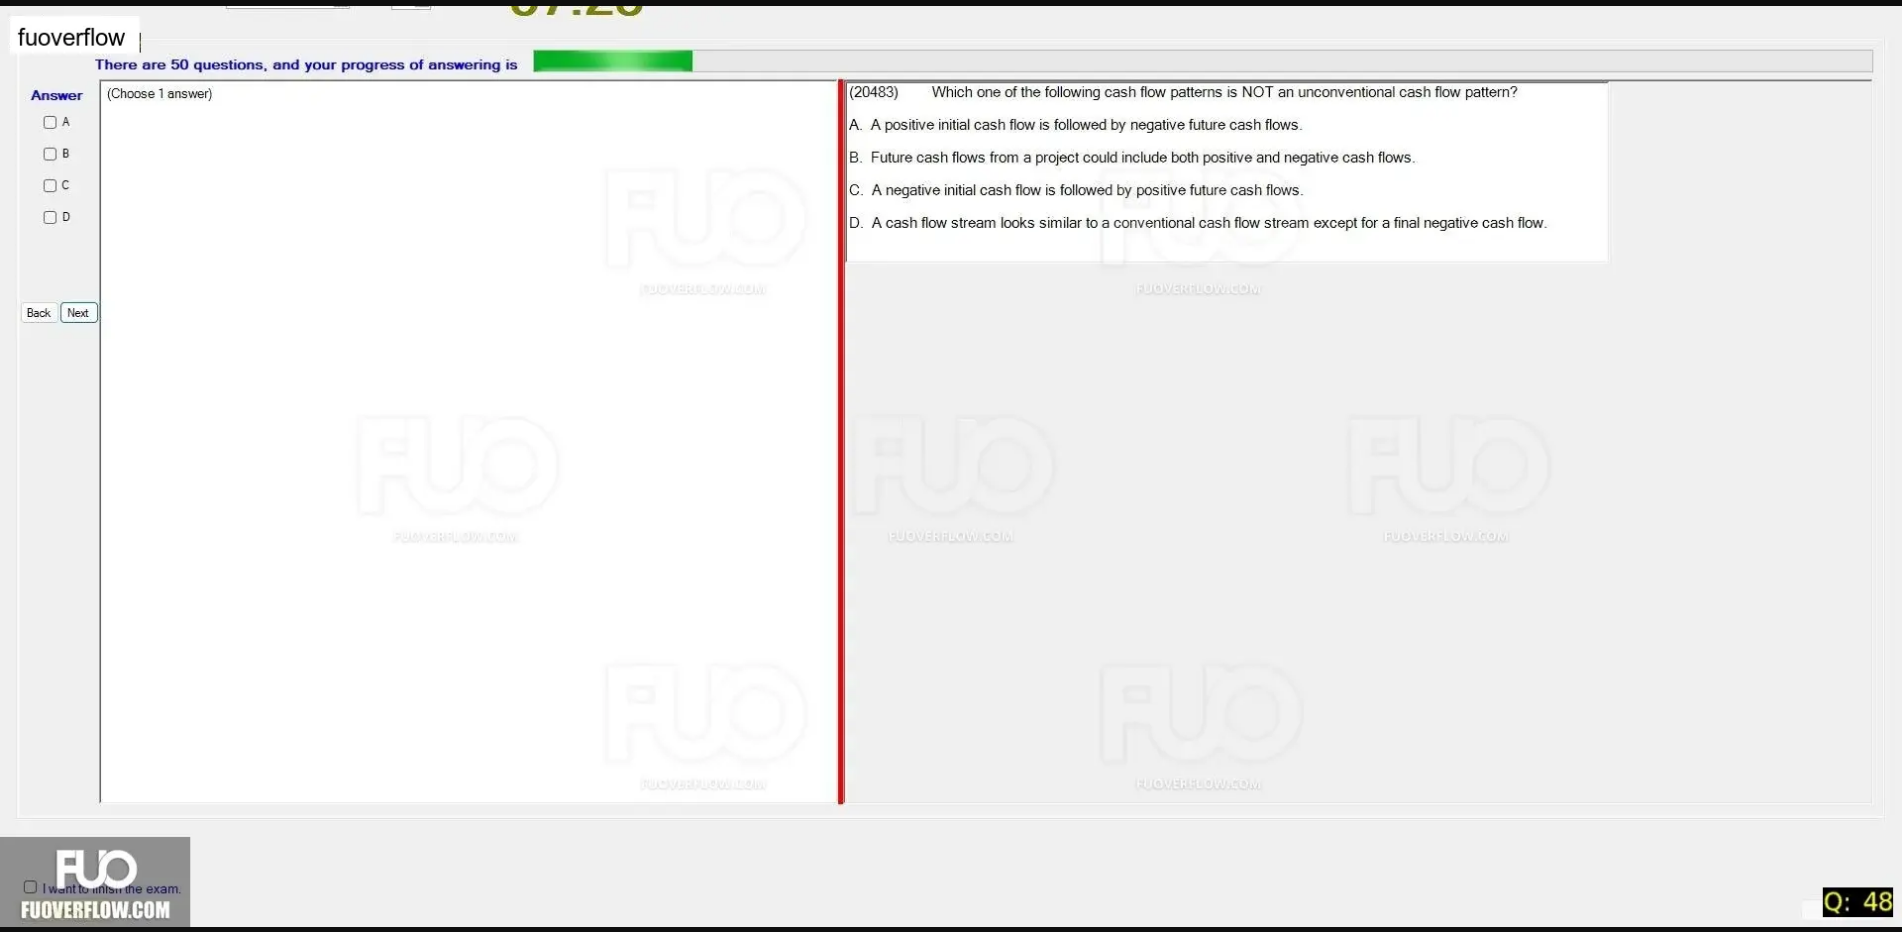 fuoverflow
There are 50 questions, and your progress of answering is
Answer
(Choose 1 answer)
A
B
C
D
Back Next
(20483) Which one of the following cash flow patterns is NOT an unconventional cash flow pattern?
A. A positive initial cash flow is followed by negative future cash flows.
B. Future cash flows from a project could include both positive and negative cash flows.
C. A negative initial cash flow is followed by positive future cash flows.
D. A cash flow stream looks similar to a conventional cash flow stream except for a final negative cash flow.
FUO
FUOVERFLOW.COM
FUO
FUOVERFLOW.COM
FUO
FUOVERFLOW.COM
FUO
FUOVERFLOW.COM
FUO
FUOVERFLOW.COM
FUO
FUOVERFLOW.COM
FUO
FUOVERFLOW.COM
FUO
I want to finish the exam.
FUOVERFLOW.COM
Q: 48